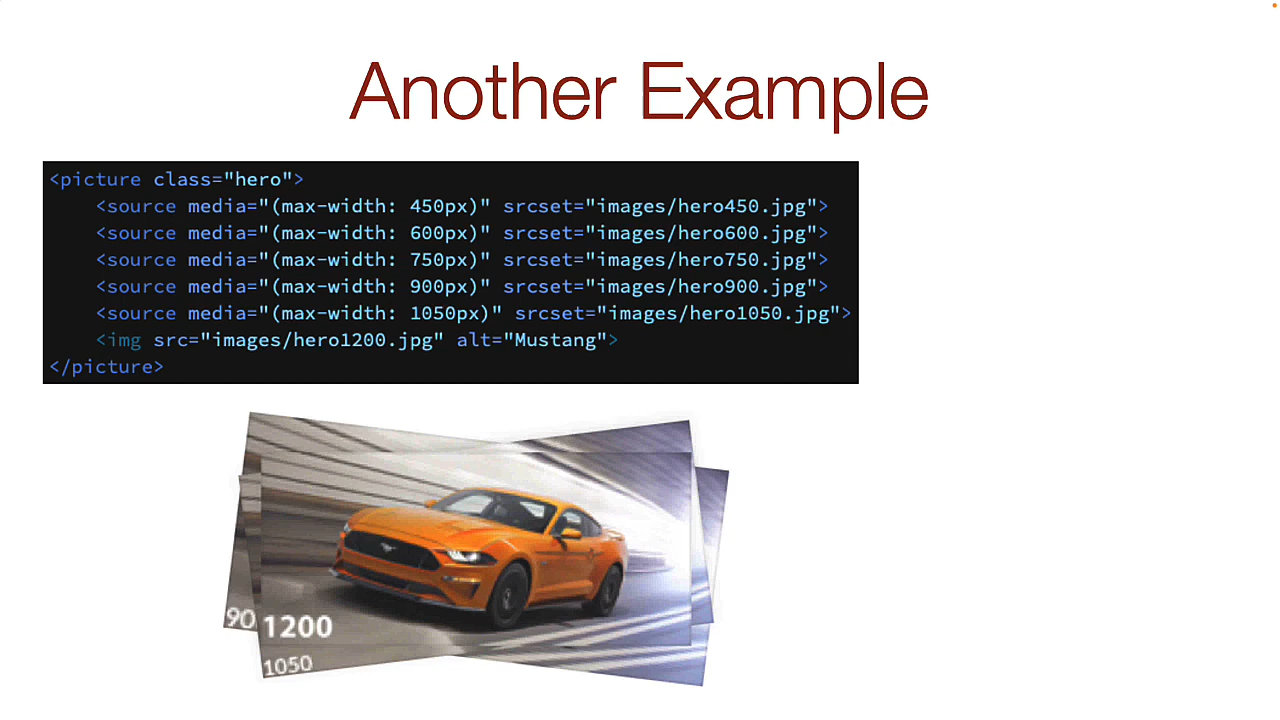 Another Example
<picture class="hero">
    <source media="(max-width: 450px)" srcset="images/hero450.jpg">
    <source media="(max-width: 600px)" srcset="images/hero600.jpg">
    <source media="(max-width: 750px)" srcset="images/hero750.jpg">
    <source media="(max-width: 900px)" srcset="images/hero900.jpg">
    <source media="(max-width: 1050px)" srcset="images/hero1050.jpg">
    <img src="images/hero1200.jpg" alt="Mustang">
</picture>
90
1200
1050